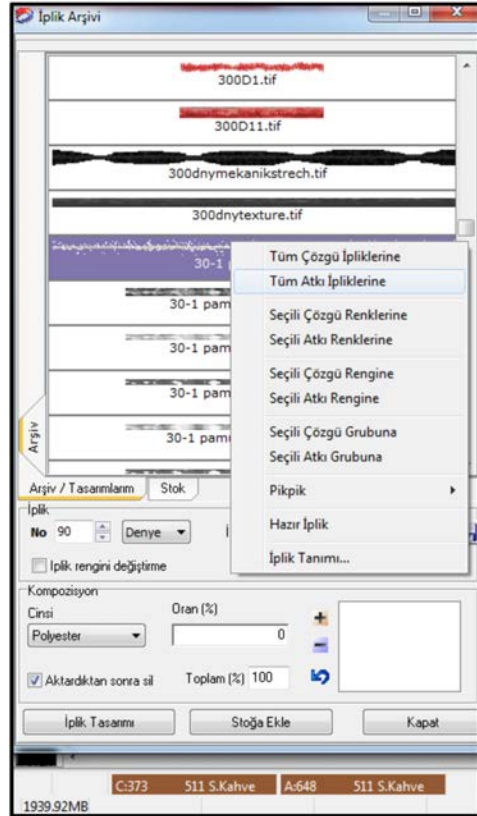 İplik Arşivi
300D1.tif
300D11.tif
300dnymekanikstrech.tif
300dnytexture.tif
30-1
30-1 pam
30-1 pam
30-1 pam
30-1 pam
Tüm Çözgü İpliklerine
Tüm Atkı İpliklerine
Seçili Çözgü Renklerine
Seçili Atkı Renklerine
Seçili Çözgü Rengine
Seçili Atkı Rengine
Seçili Çözgü Grubuna
Seçili Atkı Grubuna
Pikpik
Hazır İplik
İplik Tanımı...
Arşiv
Arşiv / Tasarımlarım Stok
İplik
No 90 Denye
Iplik rengini değiştirme
Kompozisyon
Cinsi Oran (%)
Polyester 0
Aktardıktan sonra sil Toplam (%) 100
İplik Tasarımı Stoğa Ekle Kapat
C:373 511 S.Kahve A:648 511 S.Kahve
1939.92MB